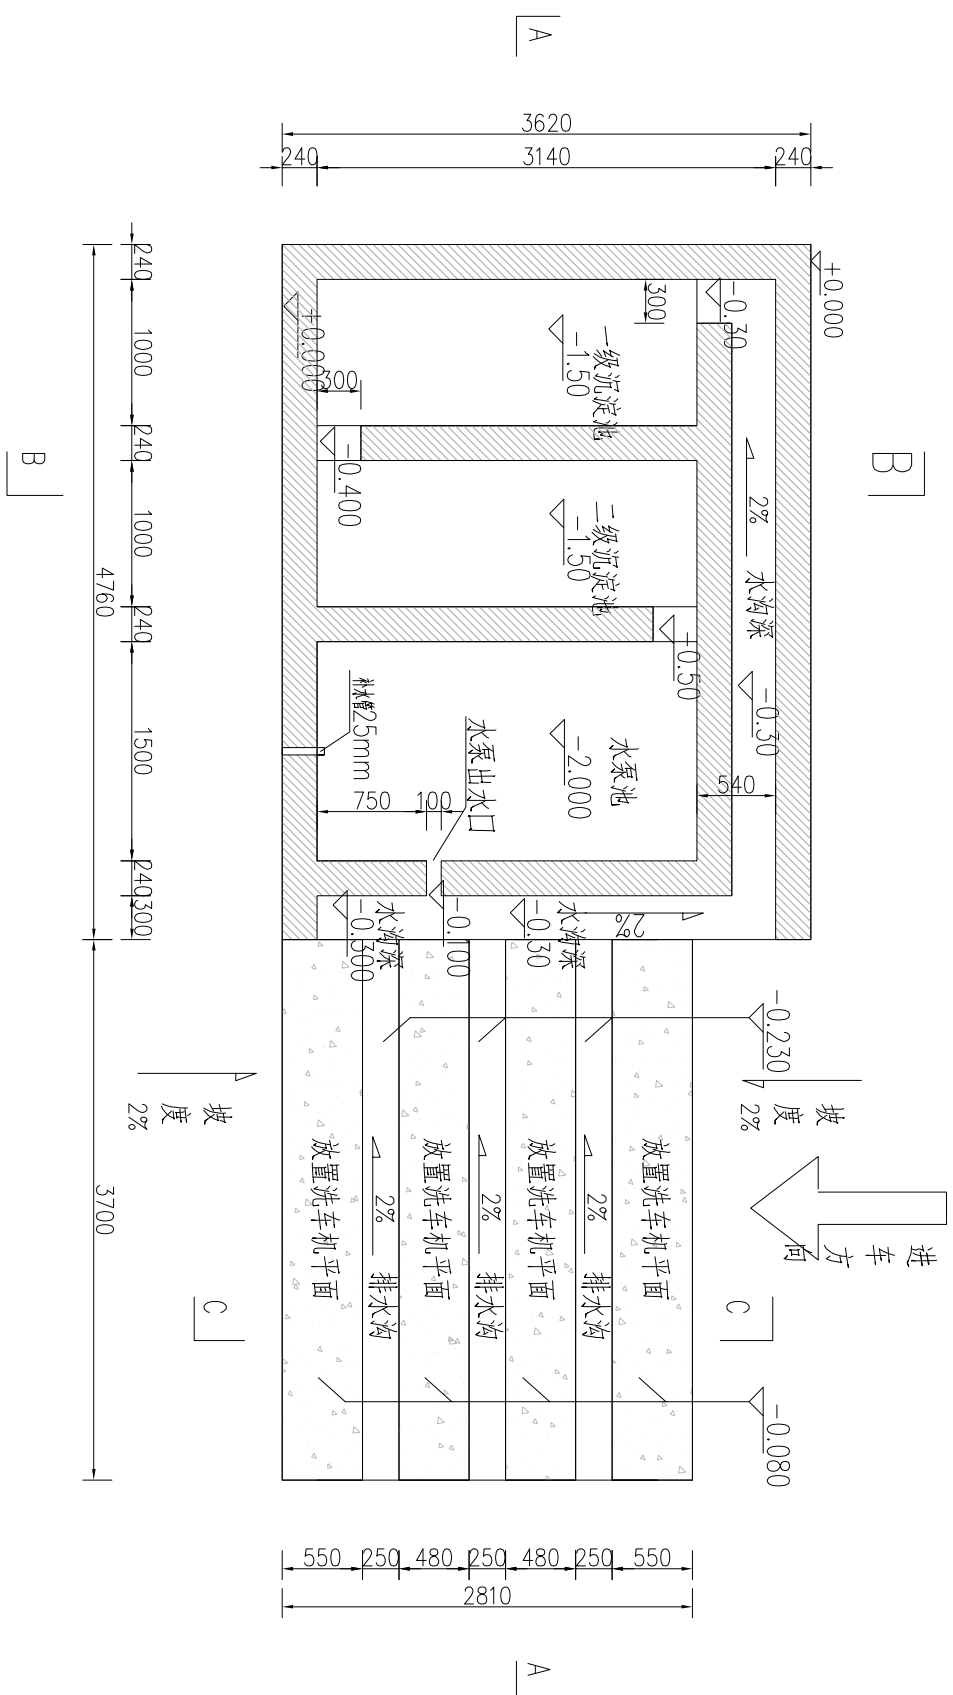 A
3620
240
3140
240
+0.000
240
1000
240
1000
240
1500
240
300
4760
3700
+0.000
300
-0.30
一级沉淀池
-1.50
300
-0.400
B
B
2%
水沟深
-0.30
二级沉淀池
-1.50
+0.50
补水管25mm
水泵出水口
水泵池
-2.000
540
750
100
水沟深
-0.300
-0.100
水沟深
-0.30
2%
-0.230
坡度
2%
坡度
2%
进车方向
放置洗车机平面
2%
排水沟
放置洗车机平面
2%
排水沟
放置洗车机平面
2%
排水沟
放置洗车机平面
C
C
-0.080
550
250
480
250
480
250
550
2810
A